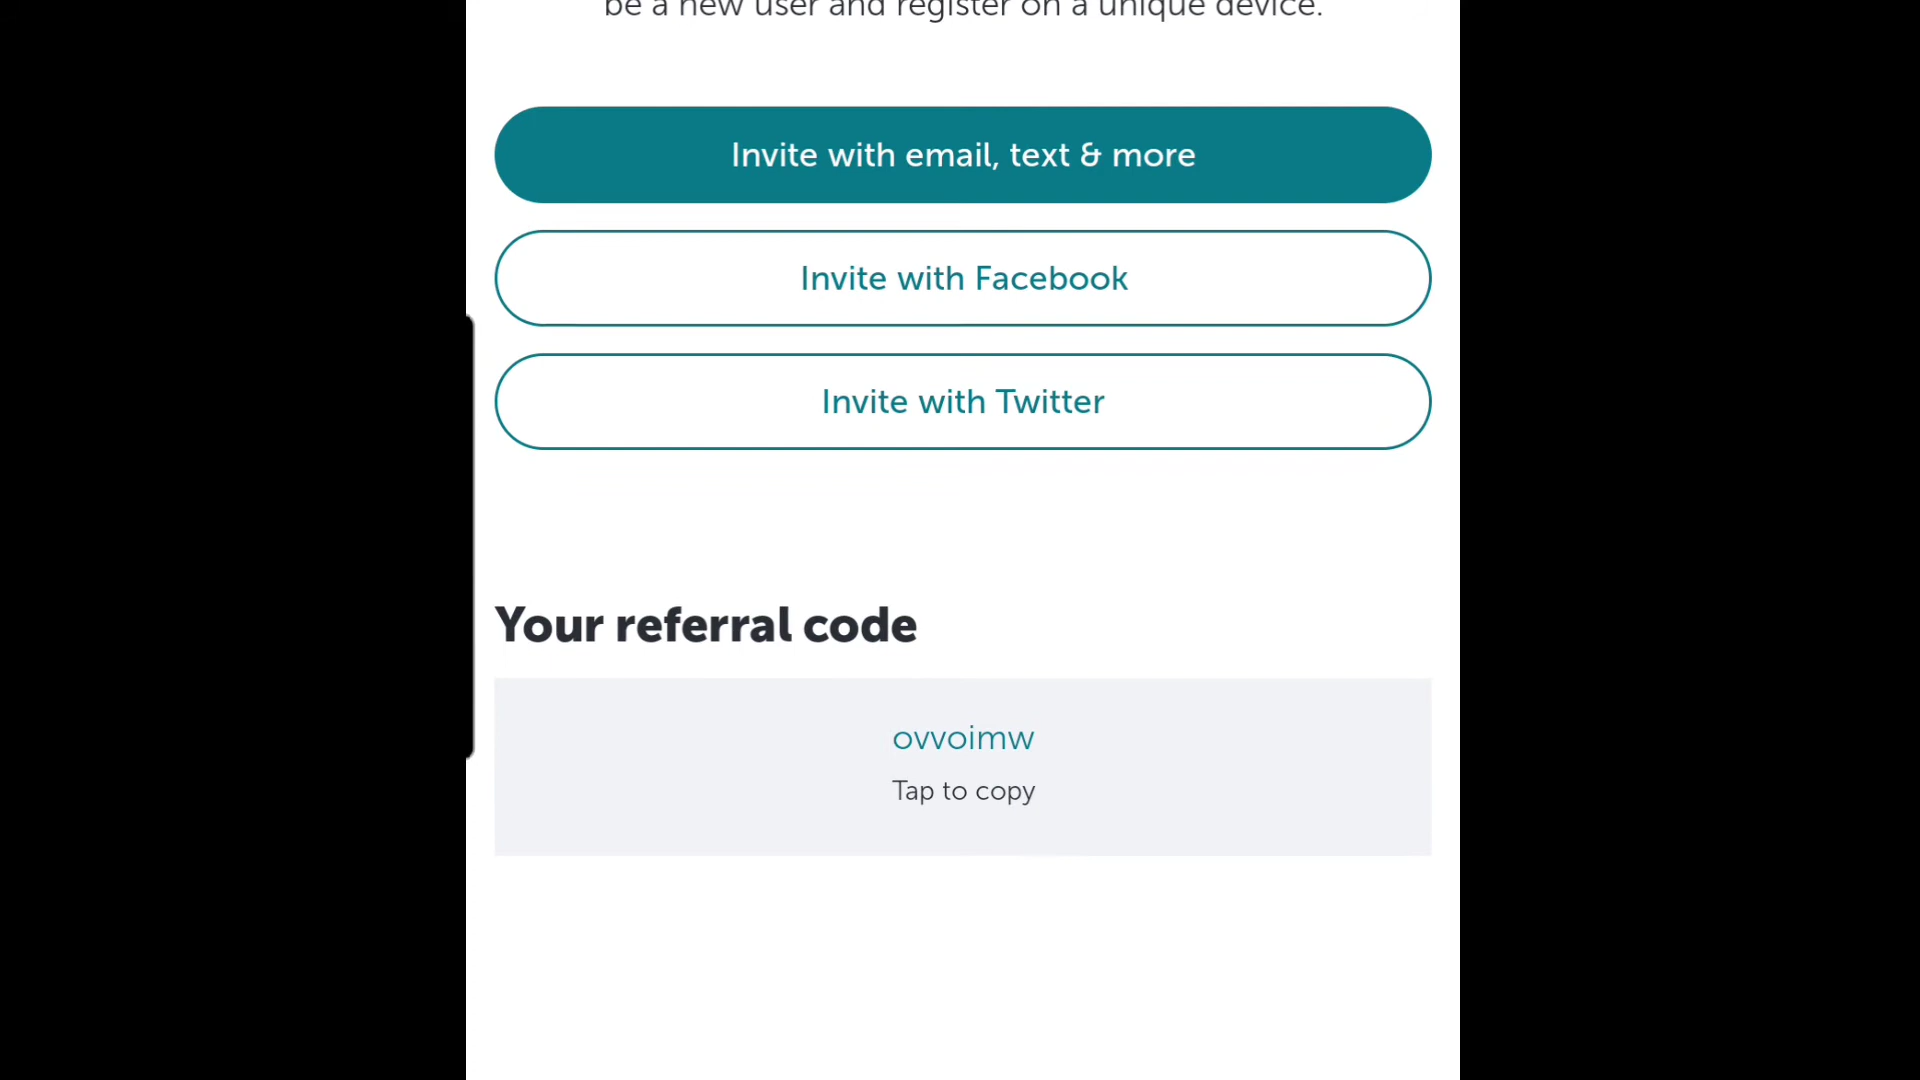 be a new user and register on a unique device.
Invite with email, text & more
Invite with Facebook
Invite with Twitter
Your referral code
ovvoimw
Tap to copy